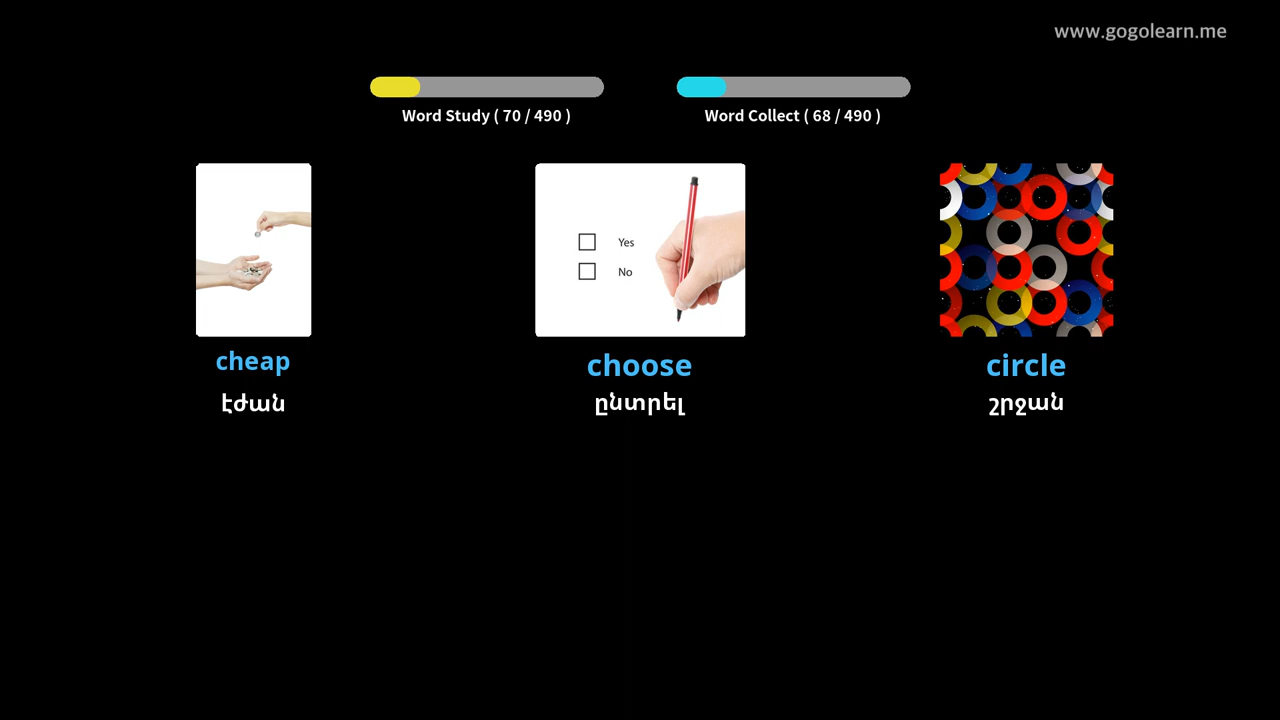 www.gogolearn.me
Word Study ( 70 / 490 )
Word Collect ( 68 / 490 )
Yes
No
cheap
choose
circle
էժան
ընտրել
շրջան